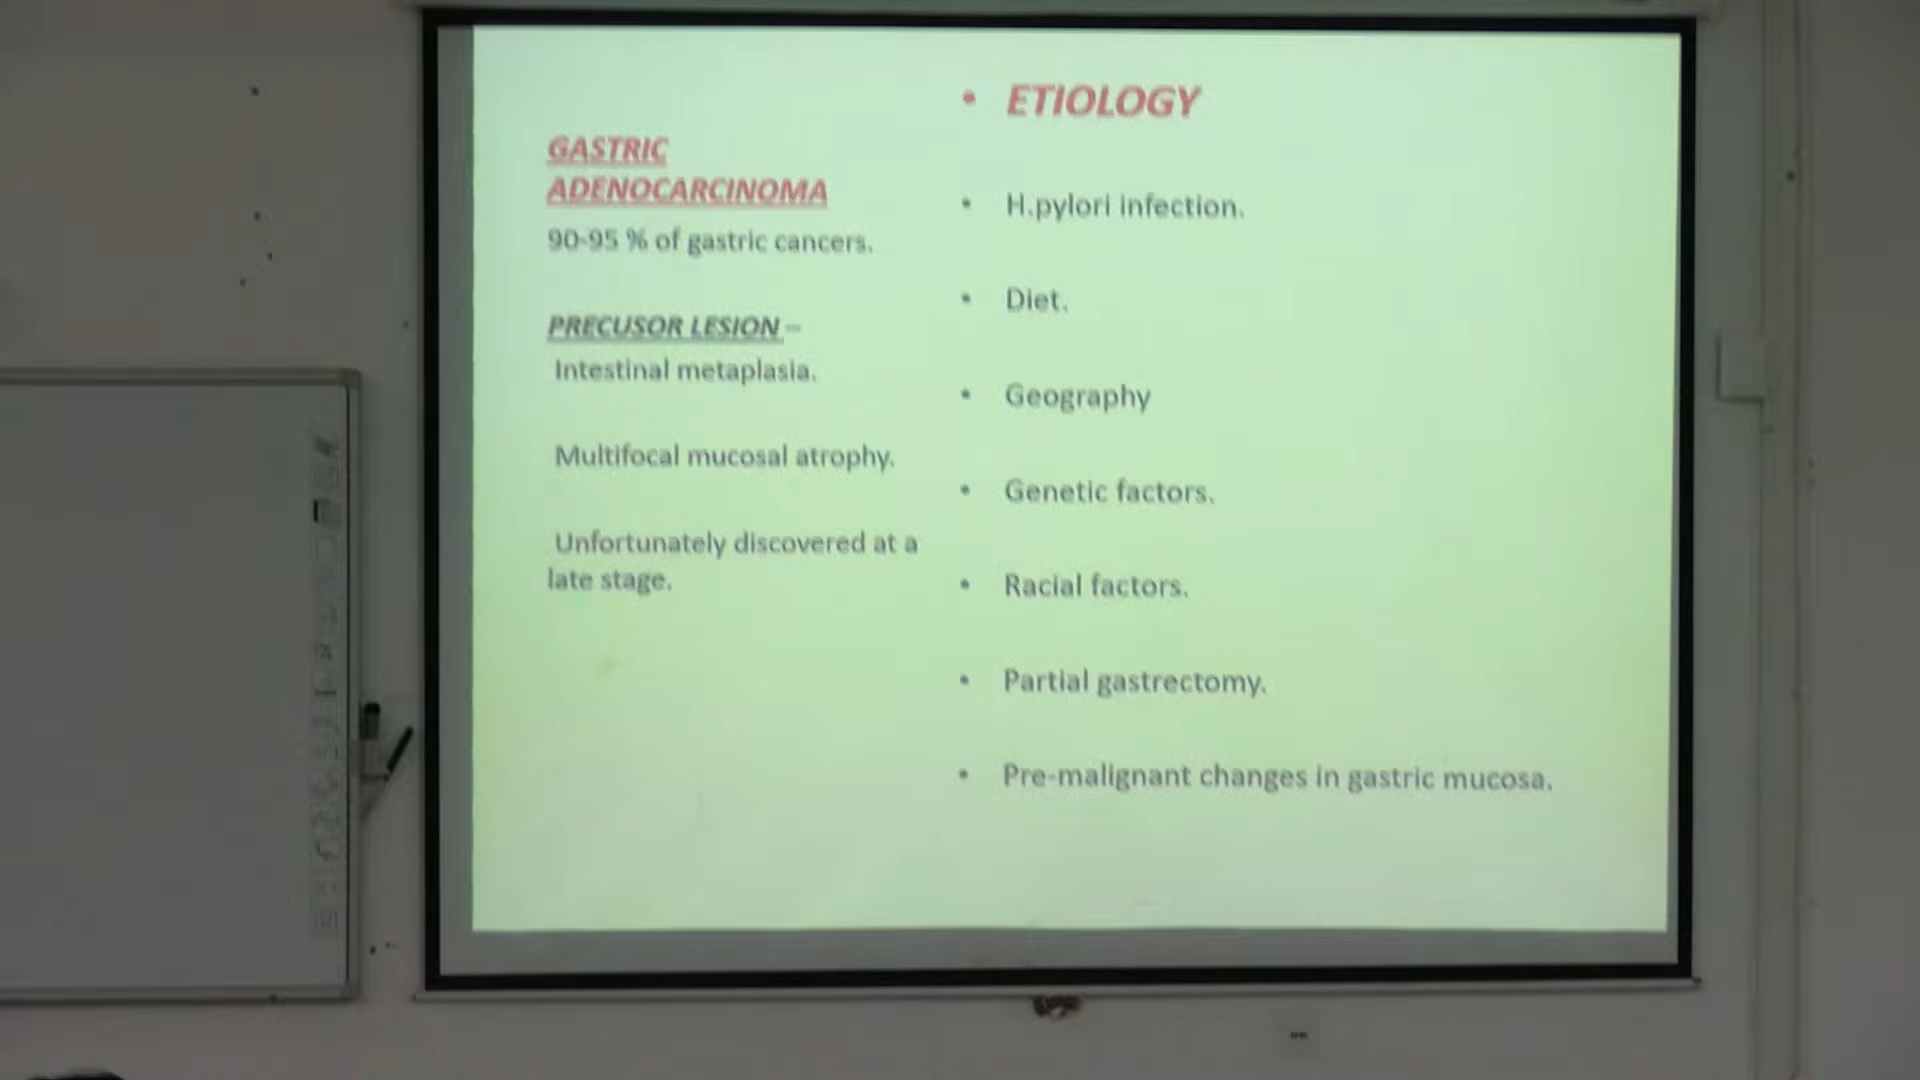 GASTRIC
ADENOCARCINOMA
90-95 % of gastric cancers.
PRECUSOR LESION –
Intestinal metaplasia.
Multifocal mucosal atrophy.
Unfortunately discovered at a
late stage.
• ETIOLOGY
• H.pylori infection.
• Diet.
• Geography
• Genetic factors.
• Racial factors.
• Partial gastrectomy.
• Pre-malignant changes in gastric mucosa.